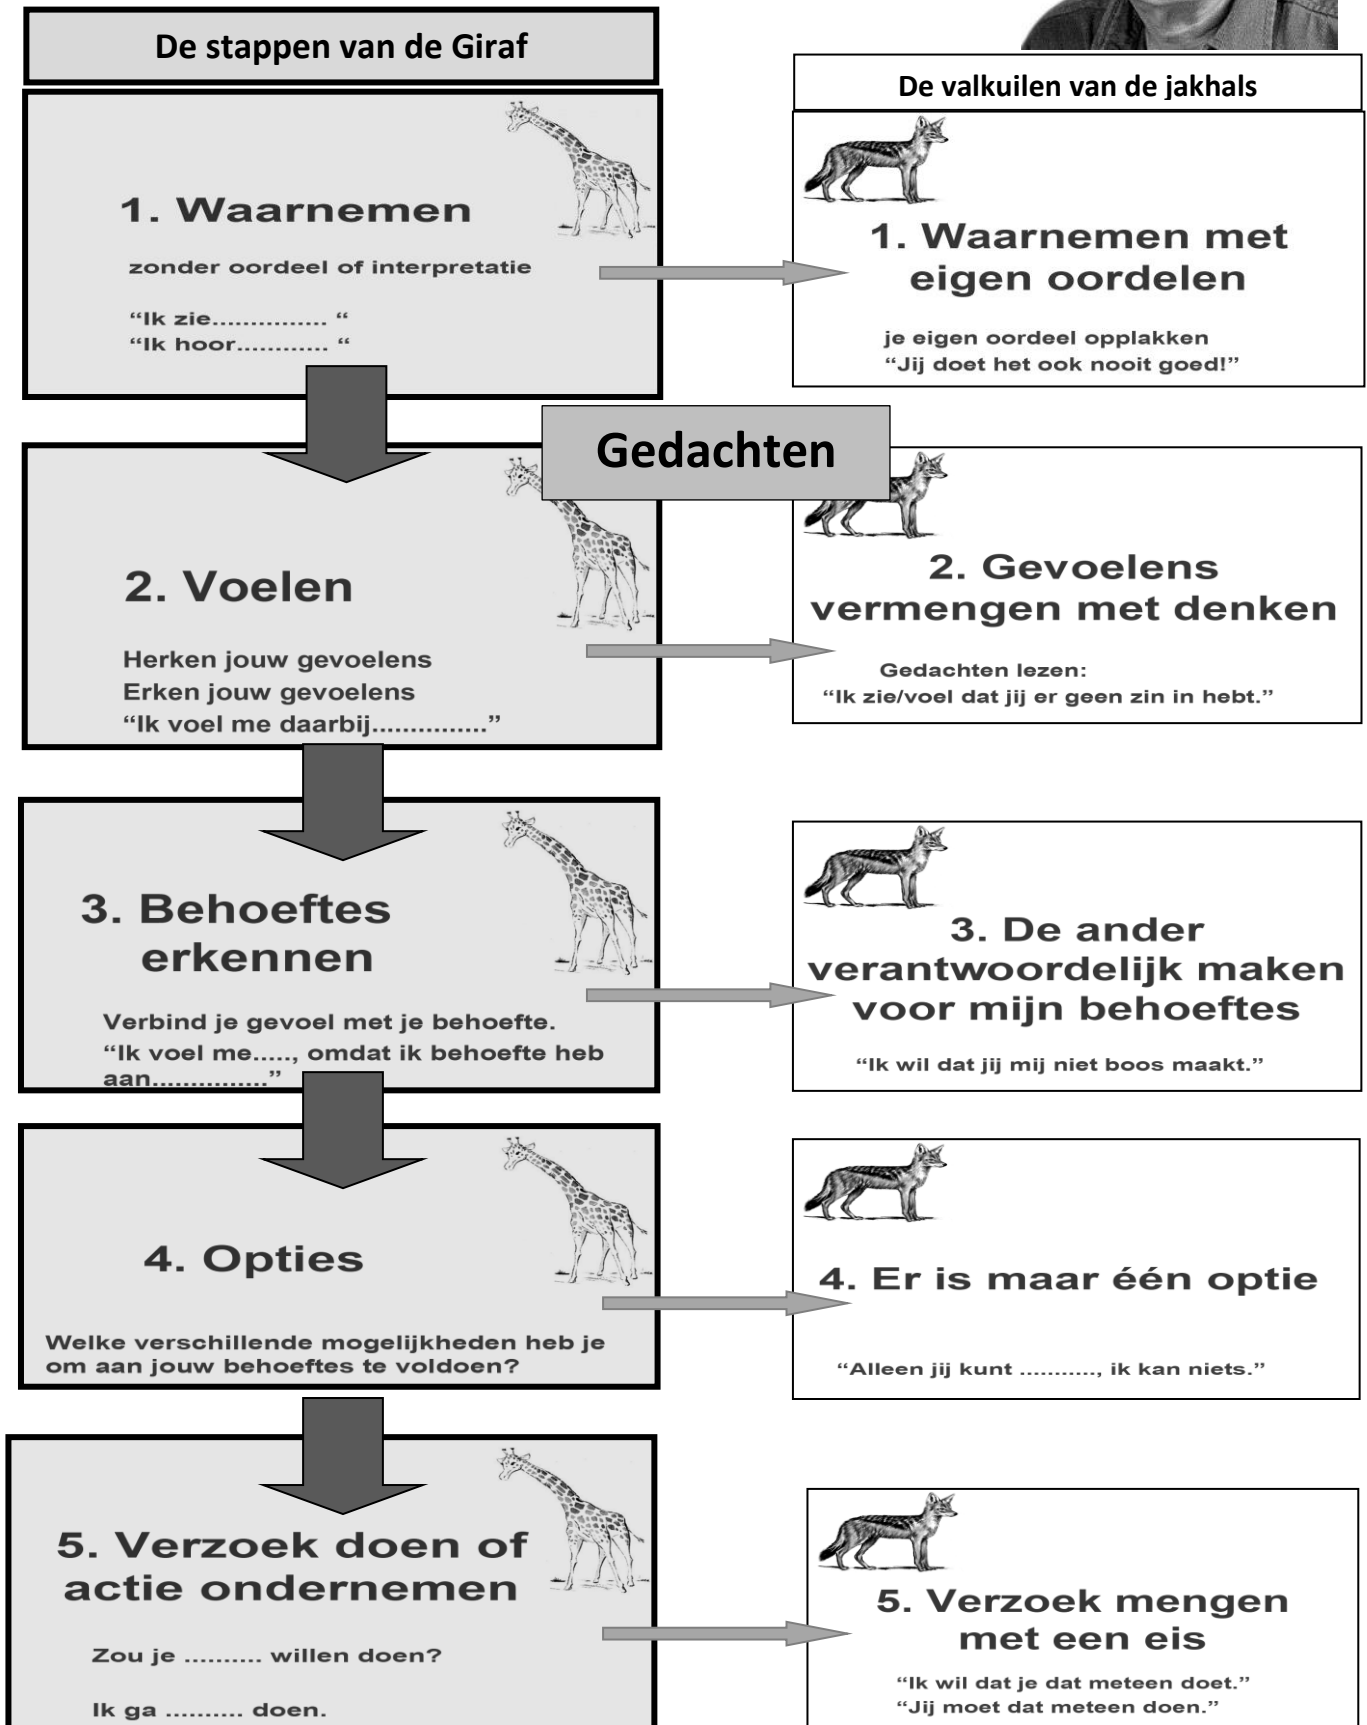 De stappen van de Giraf
De valkuilen van de jakhals
1. Waarnemen
zonder oordeel of interpretatie
“Ik zie............... “
“Ik hoor............ “
1. Waarnemen met
eigen oordelen
je eigen oordeel opplakken
“Jij doet het ook nooit goed!”
Gedachten
2. Voelen
Herken jouw gevoelens
Erken jouw gevoelens
“Ik voel me daarbij...............”
2. Gevoelens
vermengen met denken
Gedachten lezen:
“Ik zie/voel dat jij er geen zin in hebt.”
3. Behoeftes
erkennen
Verbind je gevoel met je behoefte.
“Ik voel me....., omdat ik behoefte heb
aan...............”
3. De ander
verantwoordelijk maken
voor mijn behoeftes
“Ik wil dat jij mij niet boos maakt.”
4. Opties
Welke verschillende mogelijkheden heb je
om aan jouw behoeftes te voldoen?
4. Er is maar één optie
“Alleen jij kunt ..........., ik kan niets.”
5. Verzoek doen of
actie ondernemen
Zou je .......... willen doen?
Ik ga .......... doen.
5. Verzoek mengen
met een eis
“Ik wil dat je dat meteen doet.”
“Jij moet dat meteen doen.”